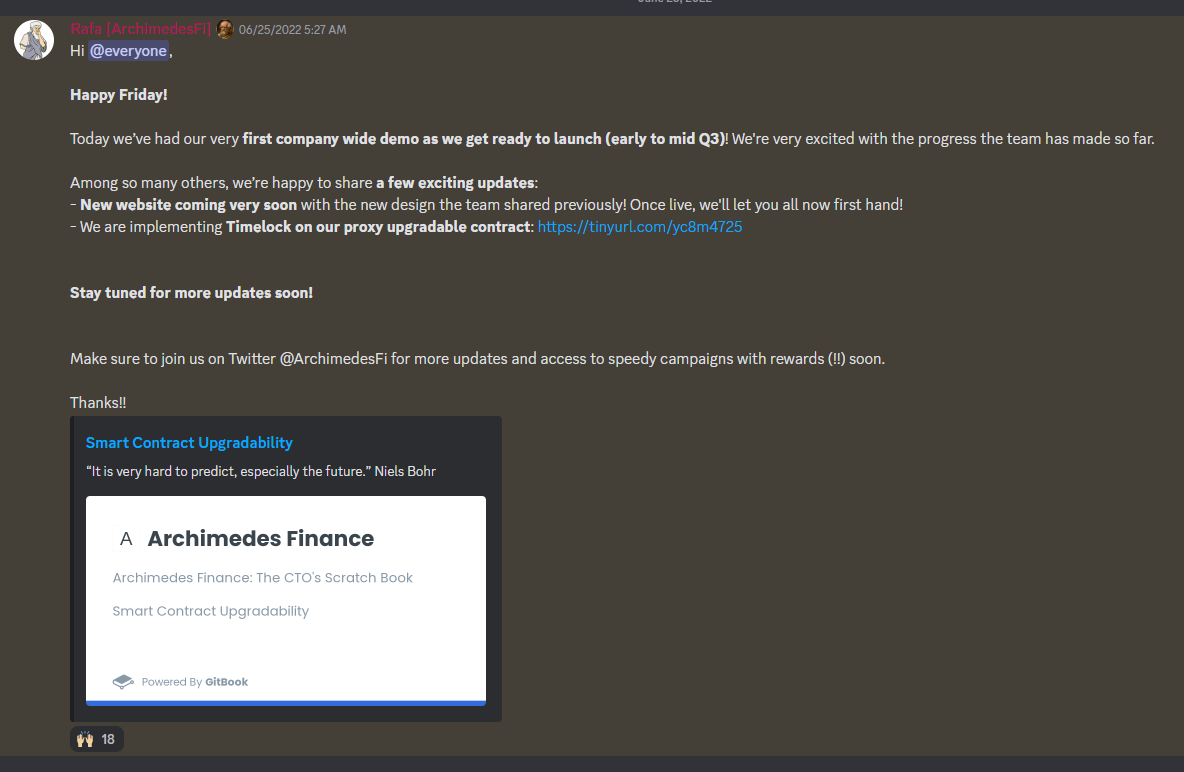 June 25, 2022
Rafa [ArchimedesFi] 06/25/2022 5:27 AM
Hi @everyone,
Happy Friday!
Today we've had our very first company wide demo as we get ready to launch (early to mid Q3)! We're very excited with the progress the team has made so far.
Among so many others, we're happy to share a few exciting updates:
- New website coming very soon with the new design the team shared previously! Once live, we'll let you all now first hand!
- We are implementing Timelock on our proxy upgradable contract: https://tinyurl.com/yc8m4725
Stay tuned for more updates soon!
Make sure to join us on Twitter @ArchimedesFi for more updates and access to speedy campaigns with rewards (!!) soon.
Thanks!!
Smart Contract Upgradability
“It is very hard to predict, especially the future.” Niels Bohr
A Archimedes Finance
Archimedes Finance: The CTO's Scratch Book
Smart Contract Upgradability
Powered By GitBook
18